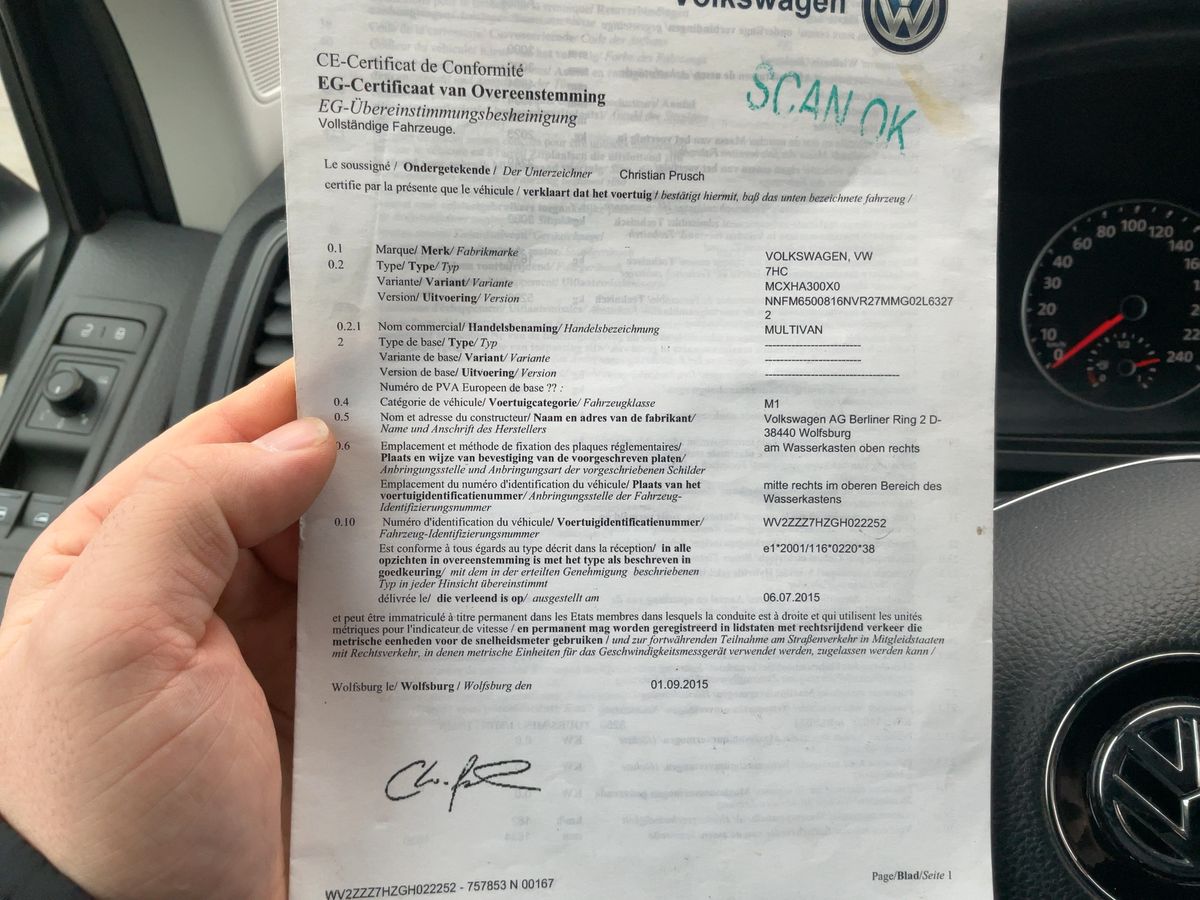 Volkswagen
SCAN OK
CE-Certificat de Conformité
EG-Certificaat van Overeenstemming
EG-Übereinstimmungsbesheinigung
Vollständige Fahrzeuge.
Le soussigné / Ondergetekende / Der Unterzeichner Christian Prusch
certifie par la présente que le véhicule / verklaart dat het voertuig / bestätigt hiermit, baß das unten bezeichnete fahrzeug /
0.1 Marque/ Merk/ Fabrikmarke VOLKSWAGEN, VW
0.2 Type/ Type/ Typ 7HC
Variante/ Variant/ Variante MCXHA300X0
Version/ Uitvoering/ Version NNFM6500816NVR27MMG02L6327
2
0.2.1 Nom commercial/ Handelsbenaming/ Handelsbezeichnung MULTIVAN
2 Type de base/ Type/ Typ ------------------------
Variante de base/ Variant/ Variante ------------------------
Version de base/ Uitvoering/ Version ----------------------------------
Numéro de PVA Europeen de base ?? :
0.4 Catégorie de véhicule/ Voertuigcategorie/ Fahrzeugklasse M1
0.5 Nom et adresse du constructeur/ Naam en adres van de fabrikant/ Volkswagen AG Berliner Ring 2 D-
Name und Anschrift des Herstellers 38440 Wolfsburg
0.6 Emplacement et méthode de fixation des plaques réglementaires/ am Wasserkasten oben rechts
Plaats en wijze van bevestiging van de voorgeschreven platen/
Anbringungsstelle und Anbringungsart der vorgeschriebenen Schilder
Emplacement du numéro d'identification du véhicule/ Plaats van het mitte rechts im oberen Bereich des
voertuigidentificatienummer/ Anbringungsstelle der Fahrzeug- Wasserkastens
Identifizierungsnummer
0.10 Numéro d'identification du véhicule/ Voertuigidentificatienummer/ WV2ZZZ7HZGH022252
Fahrzeug-Identifizierungsnummer
Est conforme à tous égards au type décrit dans la réception/ in alle e1*2001/116*0220*38
opzichten in overeenstemming is met het type als beschreven in
goedkeuring/ mit dem in der erteilten Genehmigung beschriebenen
Typ in jeder Hinsicht übereinstimmt
délivrée le/ die verleend is op/ ausgestellt am 06.07.2015
et peut être immatriculé à titre permanent dans les Etats membres dans lesquels la conduite est à droite et qui utilisent les unités
métriques pour l'indicateur de vitesse / en permanent mag worden geregistreerd in lidstaten met rechtsrijdend verkeer die
metrische eenheden voor de snelheidsmeter gebruiken / und zur fortwährenden Teilnahme am Straßenverkehr in Mitgleidstaaten
mit Rechtsverkehr, in denen metrische Einheiten für das Geschwindigkeitsmessgerät verwendet werden, zugelassen werden kann /
Wolfsburg le/ Wolfsburg / Wolfsburg den 01.09.2015
WV2ZZZ7HZGH022252 - 757853 N 00167
Page/Blad/Seite 1
0 10 20 30 40 60 80 100 120 140 240